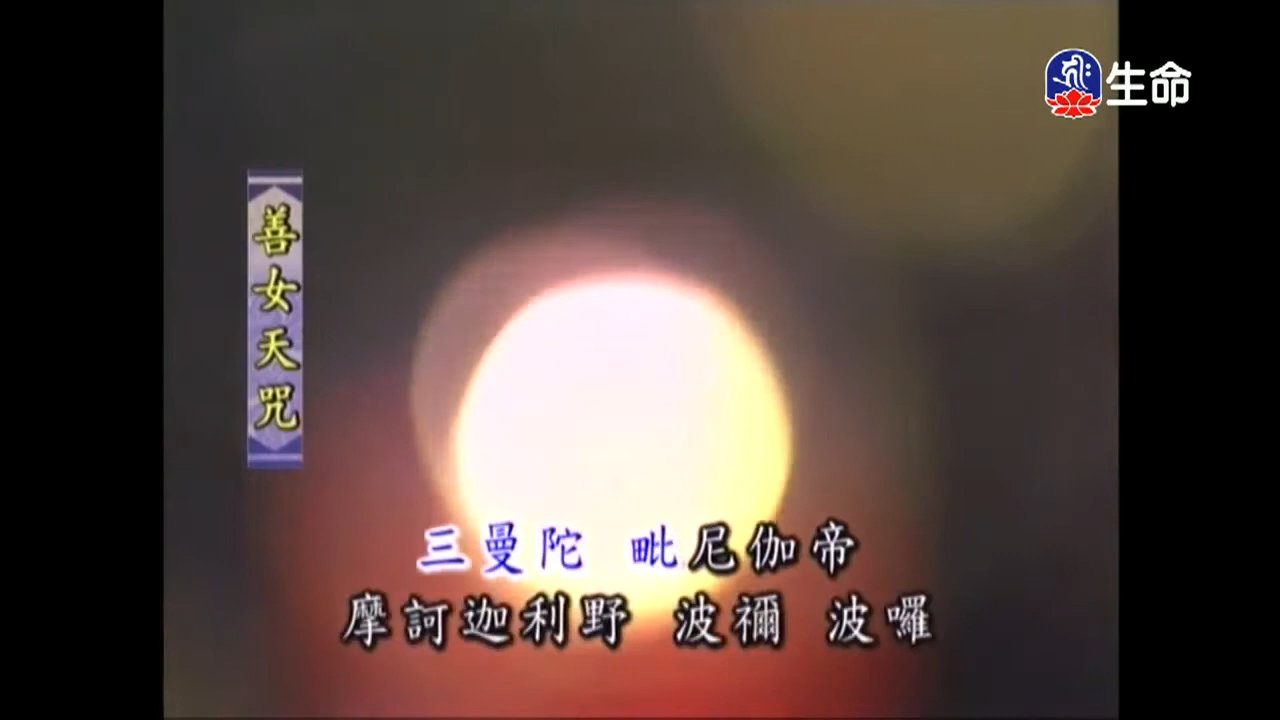 生命
善女天咒
三曼陀 毗尼伽帝
摩訶迦利野 波禰 波囉